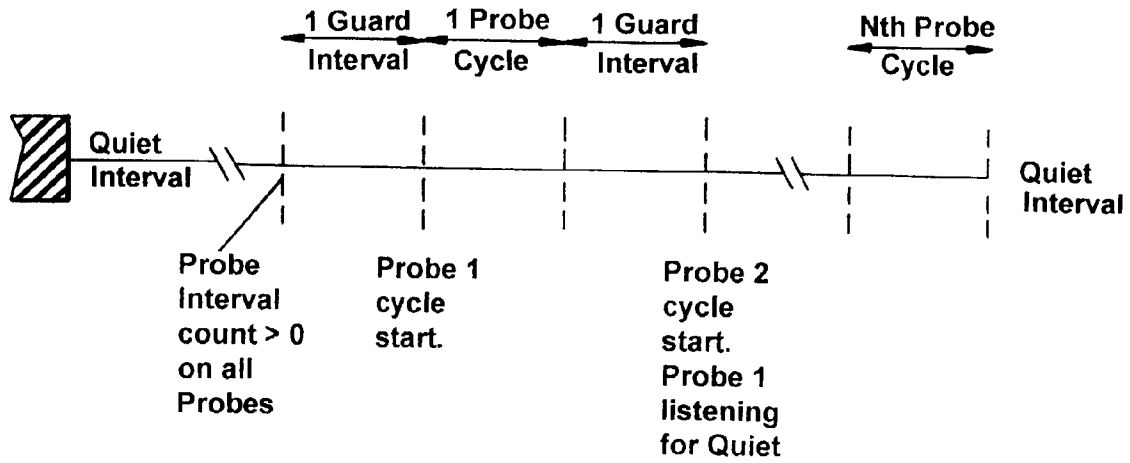 1 Guard
Interval
1 Probe
Cycle
1 Guard
Interval
Nth Probe
Cycle
Quiet
Interval
Quiet
Interval
Probe
Interval
count > 0
on all
Probes
Probe 1
cycle
start.
Probe 2
cycle
start.
Probe 1
listening
for Quiet